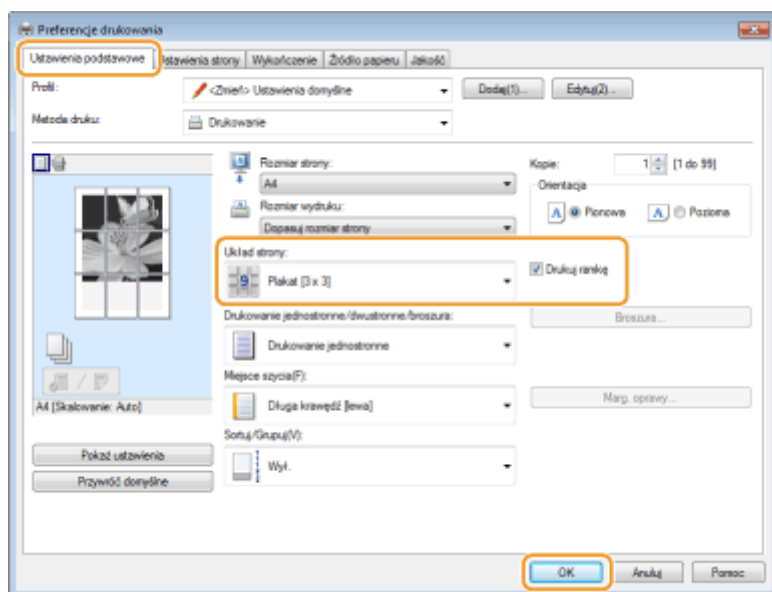 Preferencje drukowania
Ustawienia podstawowe Ustawienia strony Wykończenie Źródło papieru Jakość
Profil: <Zmień> Ustawienia domyślne Dodaj(1)... Edytuj(2)...
Metoda druku: Drukowanie
Rozmiar strony: Kopie: 1 [1 do 99]
A4 Orientacja
Rozmiar wydruku: A Pionowa A Pozioma
Dopasuj rozmiar strony
Układ strony:
9 Plakat [3 x 3] Drukuj ramkę
Drukowanie jednostronne/dwustronne/broszura: Broszura...
Drukowanie jednostronne
Miejsce szycia(F):
A4 [Skalowanie: Auto] Długa krawędź [lewa] Marg. oprawy...
Sortuj/Grupuj(V):
Pokaż ustawienia Wył.
Przywróć domyślne
OK Anuluj Pomoc